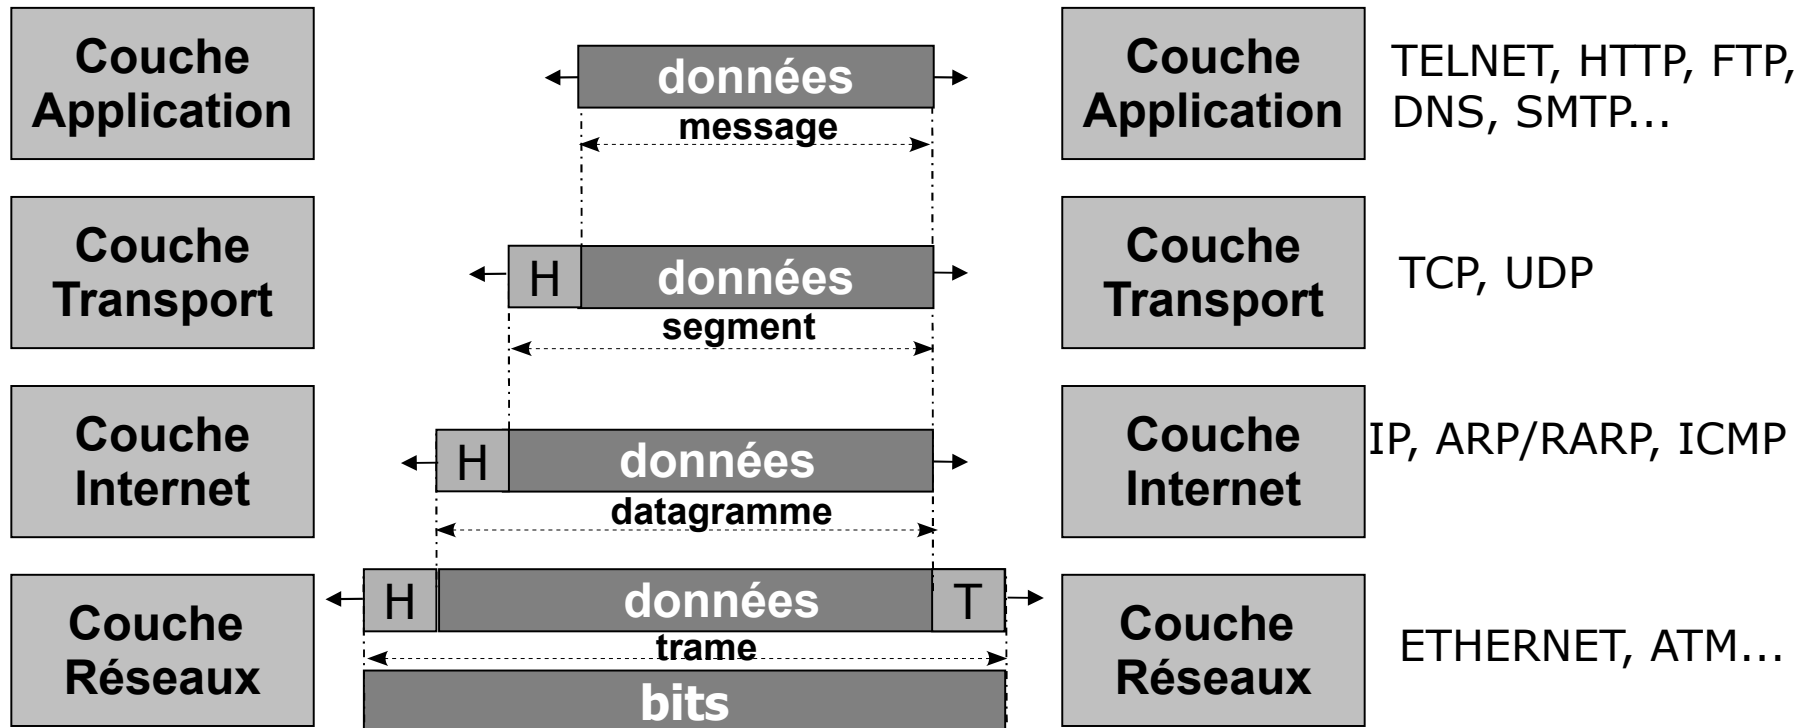 Couche
Application
données
message
Couche
Application
TELNET, HTTP, FTP,
DNS, SMTP...
Couche
Transport
H
données
segment
Couche
Transport
TCP, UDP
Couche
Internet
H
données
datagramme
Couche
Internet
IP, ARP/RARP, ICMP
Couche
Réseaux
H
données
T
trame
bits
Couche
Réseaux
ETHERNET, ATM...